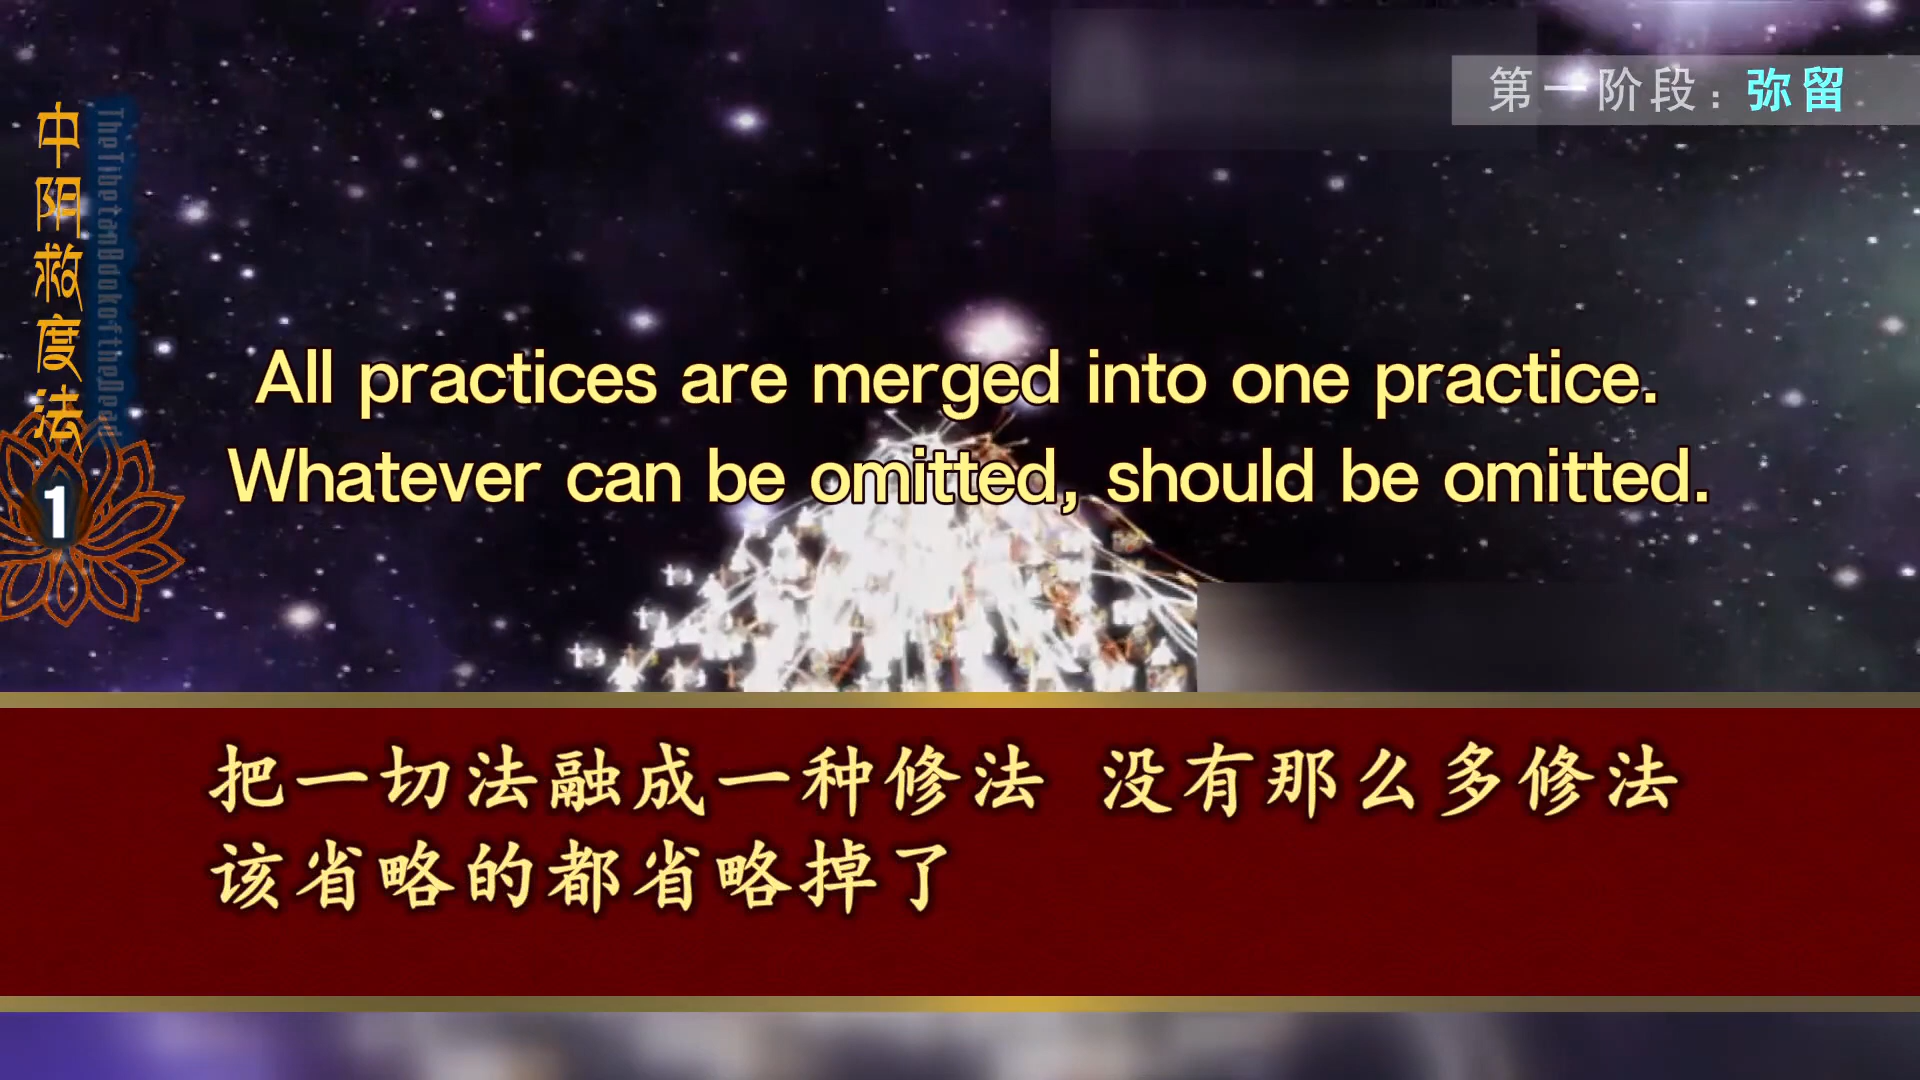 第一阶段：弥留
中阴救度法
TheTibetanBookoftheDead
1
All practices are merged into one practice.
Whatever can be omitted, should be omitted.
把一切法融成一种修法 没有那么多修法
该省略的都省略掉了